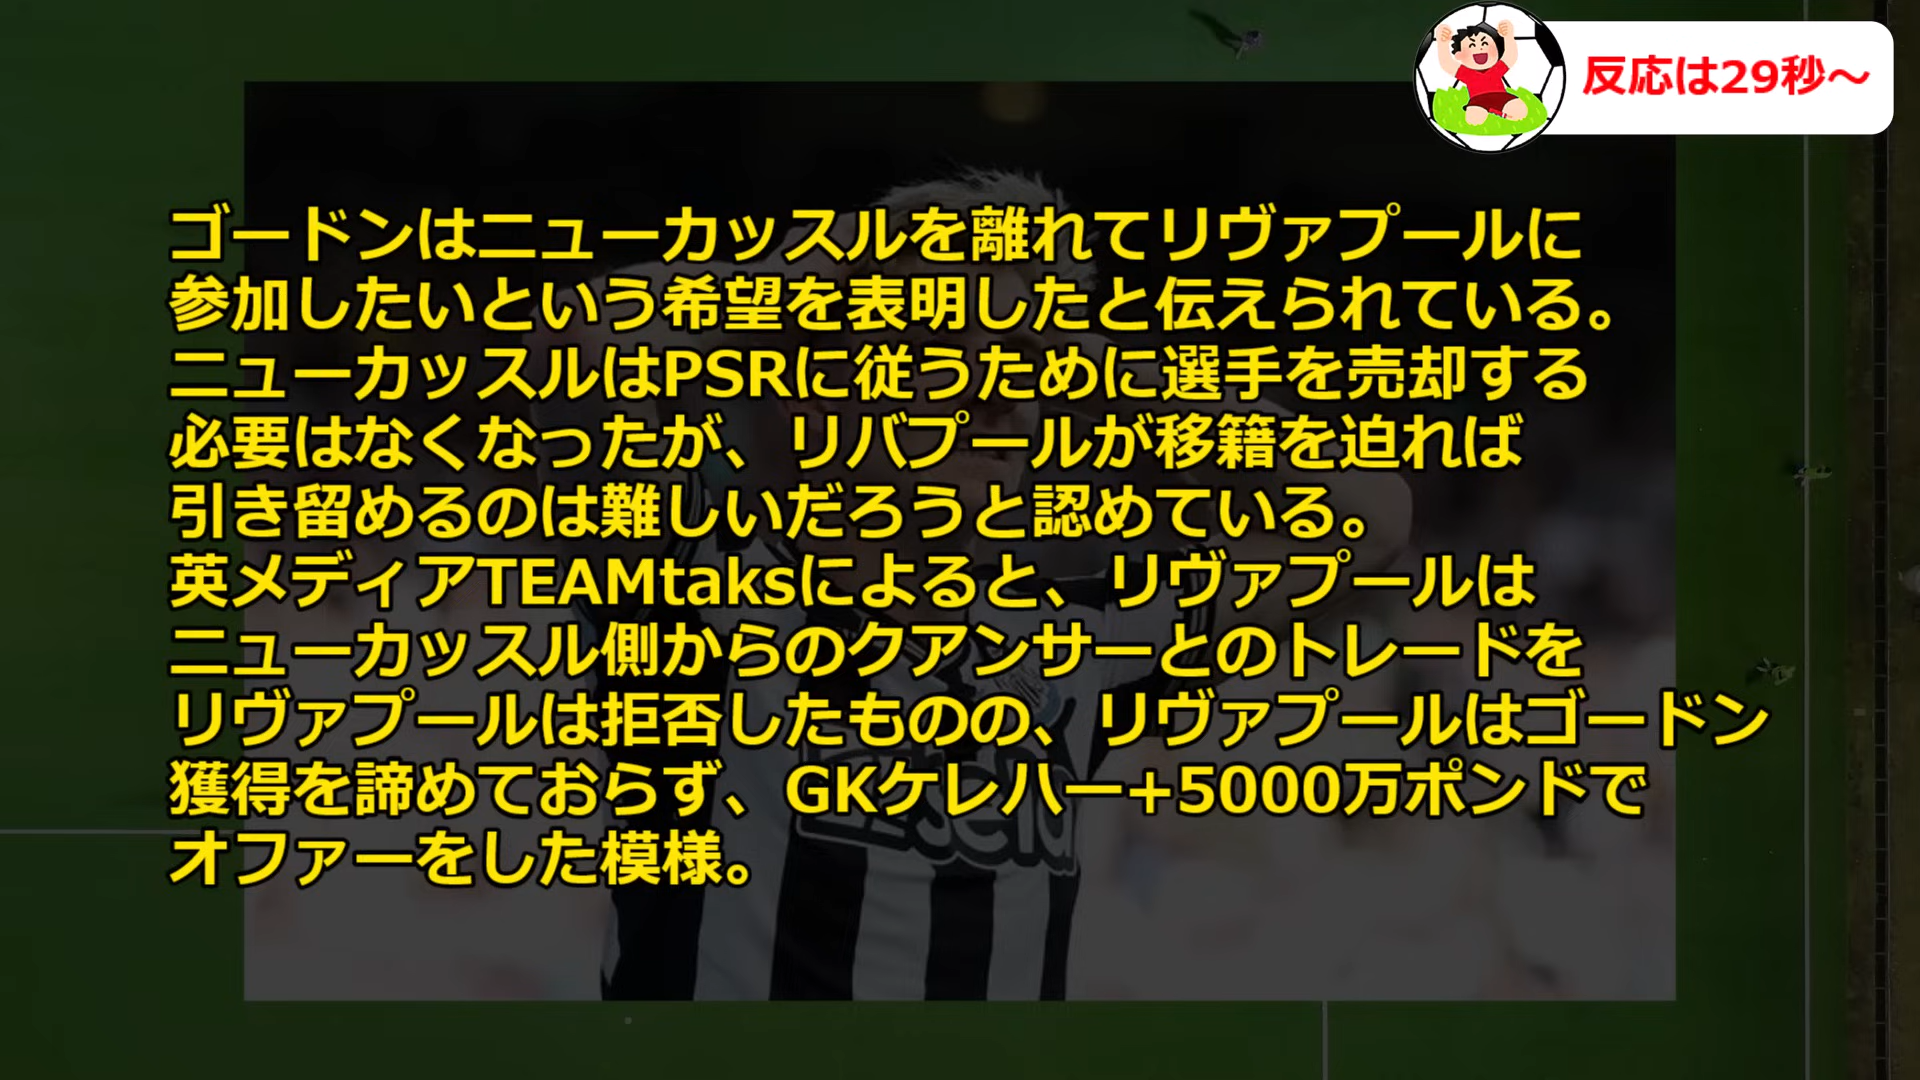 反応は29秒～
ゴードンはニューカッスルを離れてリヴァプールに
参加したいという希望を表明したと伝えられている。
ニューカッスルはPSRに従うために選手を売却する
必要はなくなったが、リバプールが移籍を迫れば
引き留めるのは難しいだろうと認めている。
英メディアTEAMtaksによると、リヴァプールは
ニューカッスル側からのクアンサーとのトレードを
リヴァプールは拒否したものの、リヴァプールはゴードン
獲得を諦めておらず、GKケレハー+5000万ポンドで
オファーをした模様。
sela